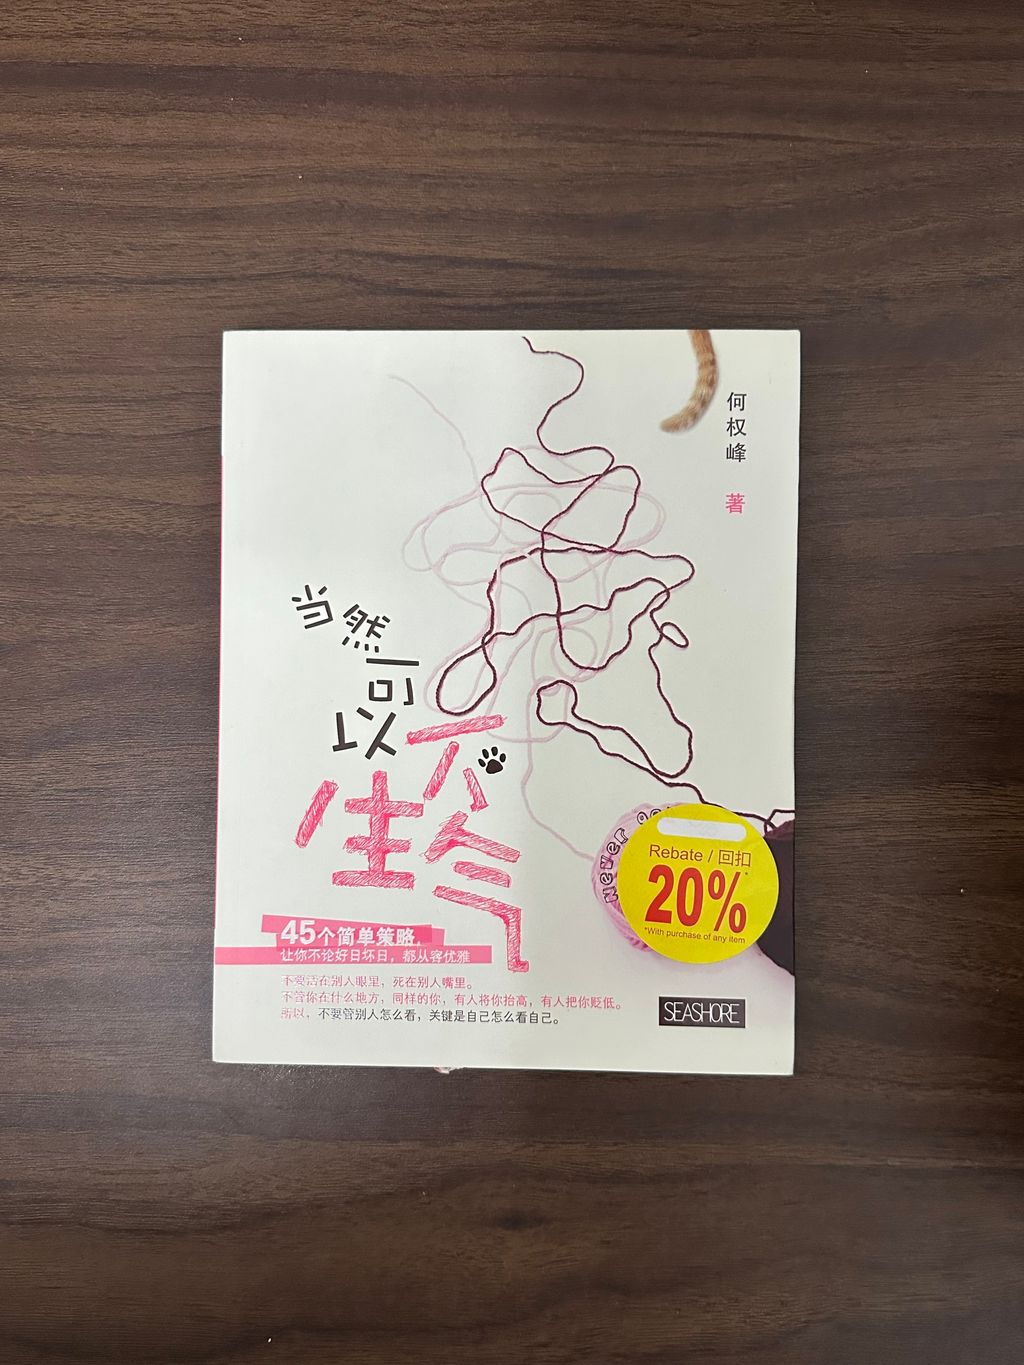 何权峰 著
当然可以
不生气
Never
Rebate / 回扣
20%*
*With purchase of any item
45个简单策略，
让你不论好日坏日，都从容优雅
不要活在别人眼里，死在别人嘴里。
不管你在什么地方，同样的你，有人将你抬高，有人把你贬低。
所以，不要管别人怎么看，关键是自己怎么看自己。
SEASHORE